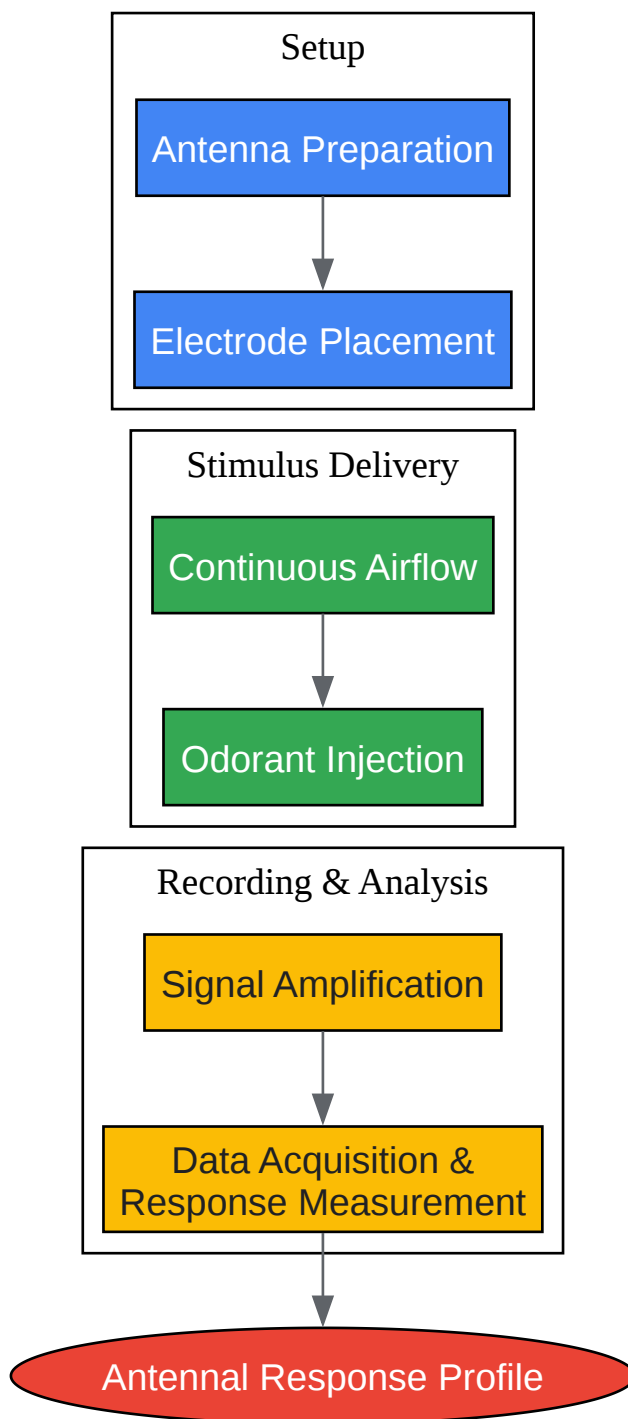 Setup
Antenna Preparation
Electrode Placement
Stimulus Delivery
Continuous Airflow
Odorant Injection
Recording & Analysis
Signal Amplification
Data Acquisition &
Response Measurement
Antennal Response Profile